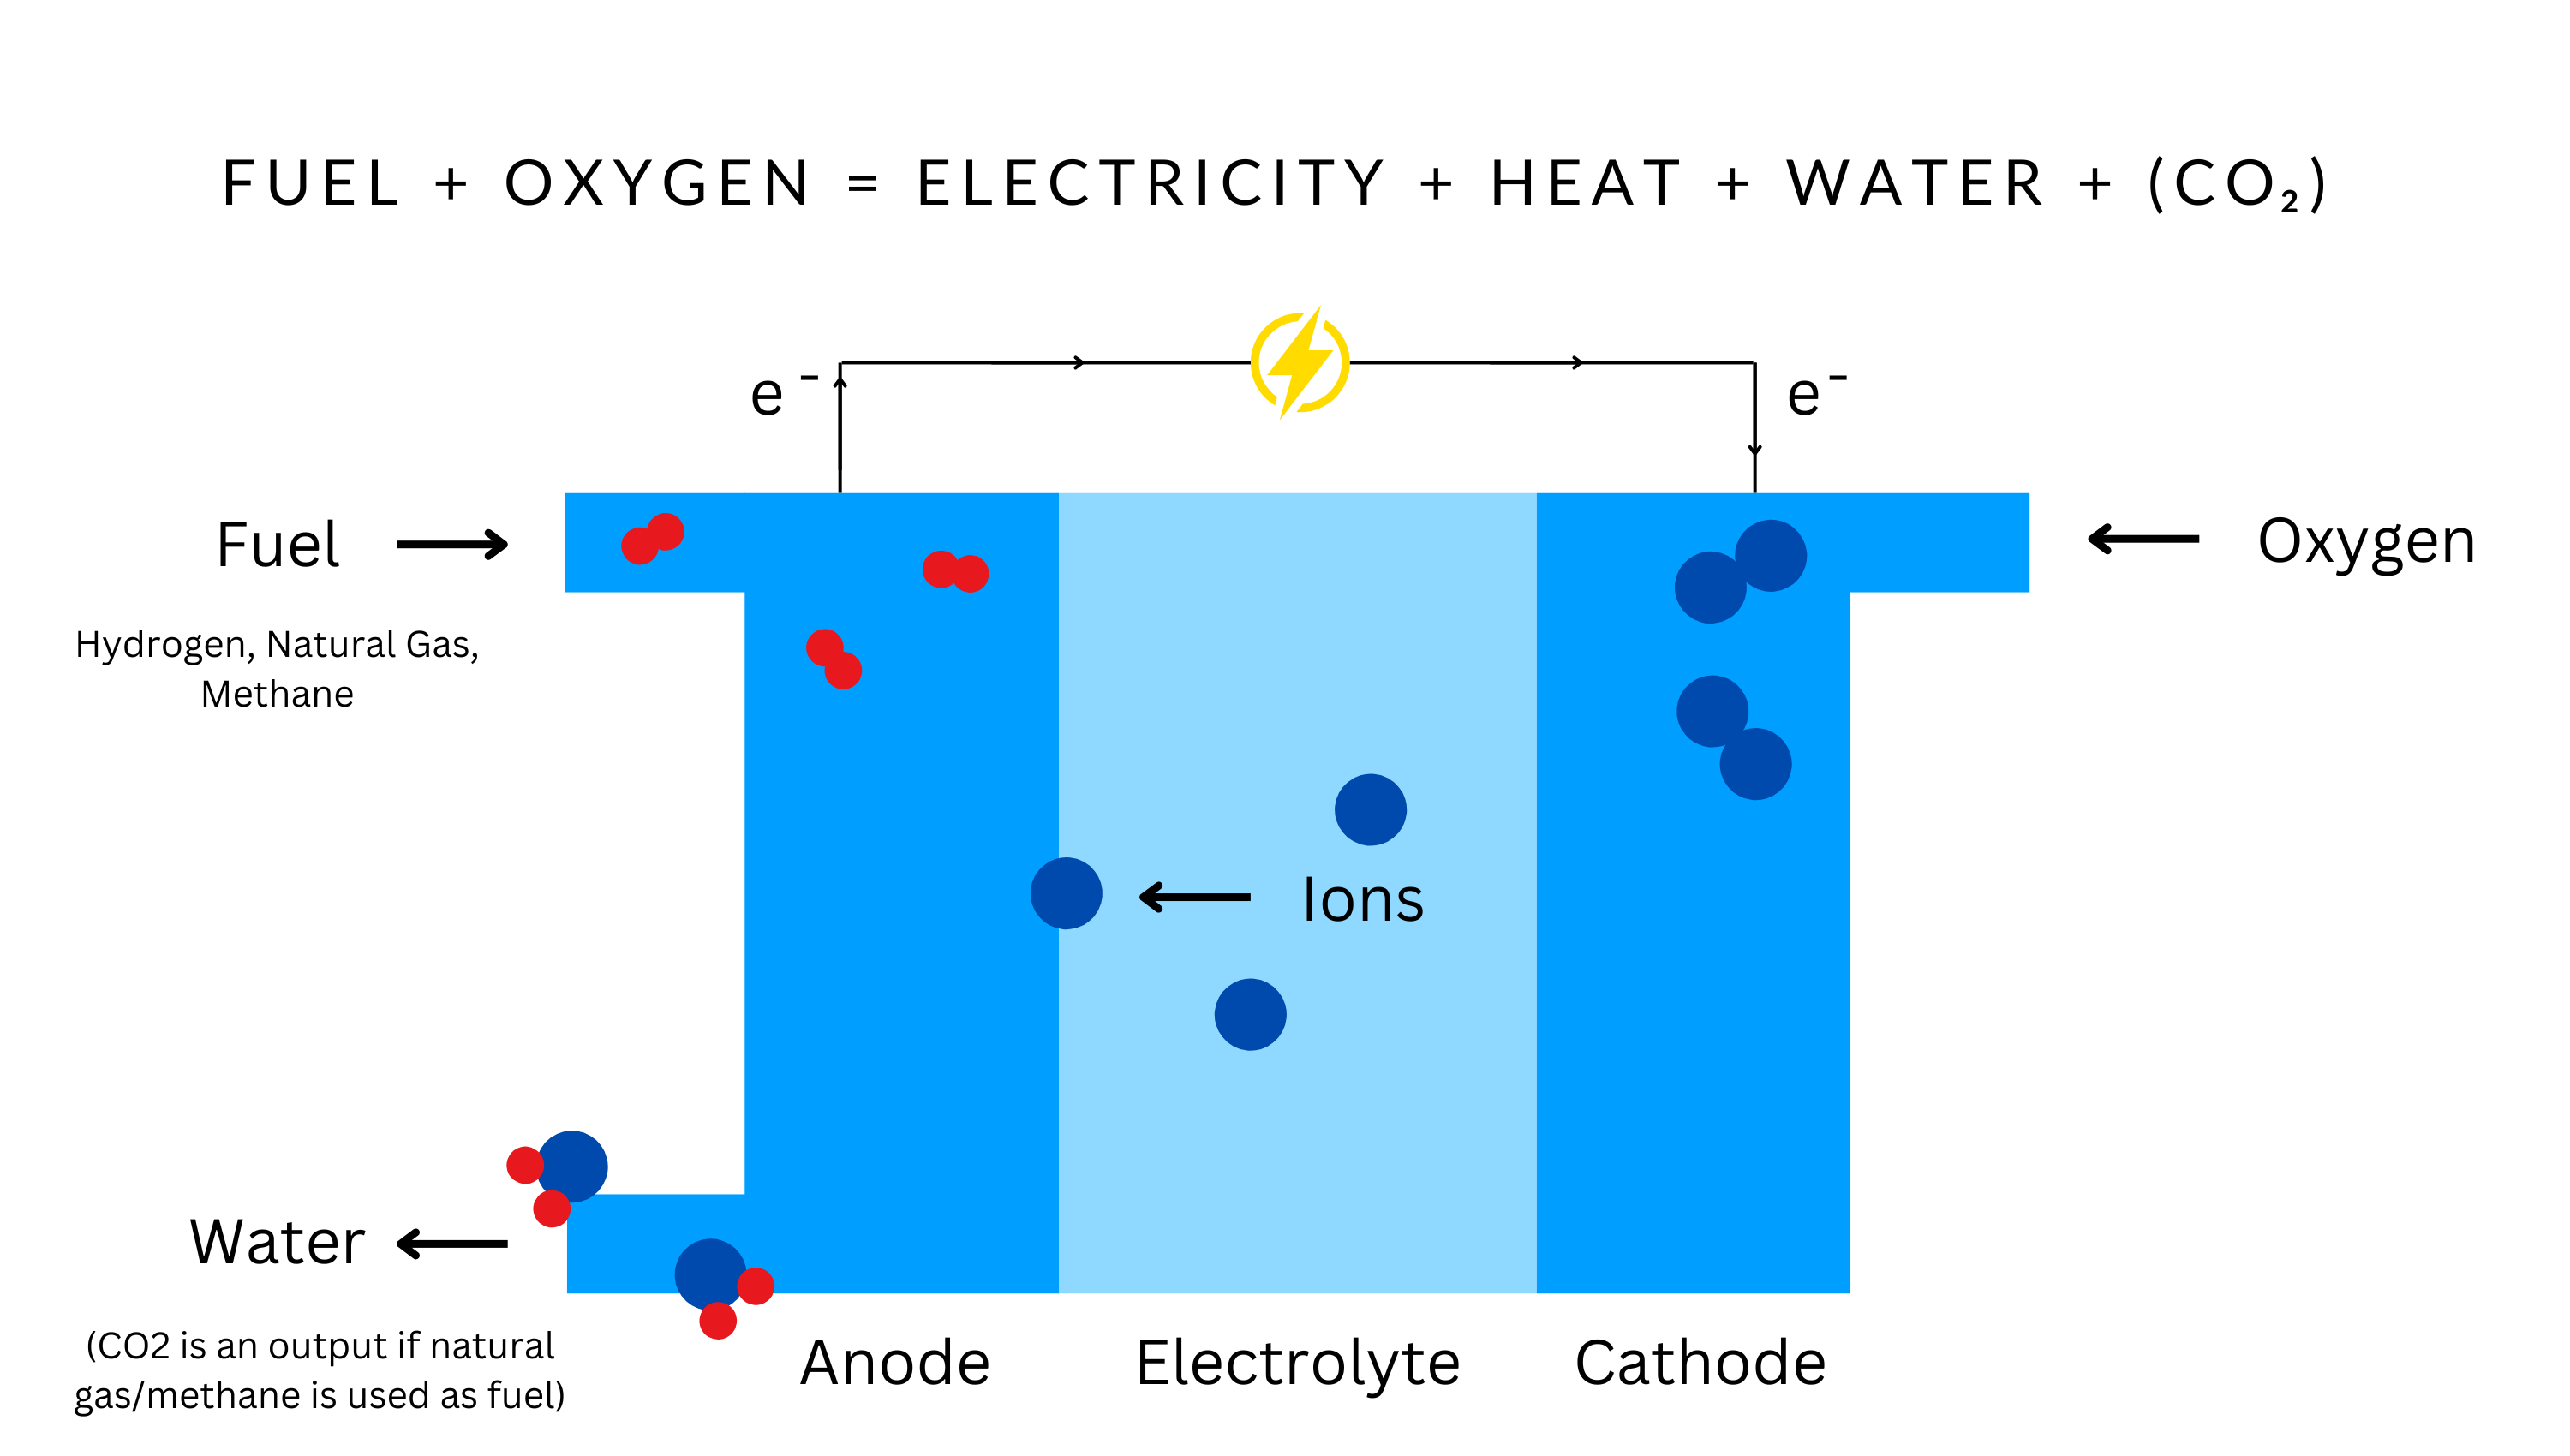 FUEL + OXYGEN = ELECTRICITY + HEAT + WATER + (CO₂)
e⁻
e⁻
Fuel
Oxygen
Hydrogen, Natural Gas,
Methane
Ions
Water
(CO2 is an output if natural
gas/methane is used as fuel)
Anode
Electrolyte
Cathode